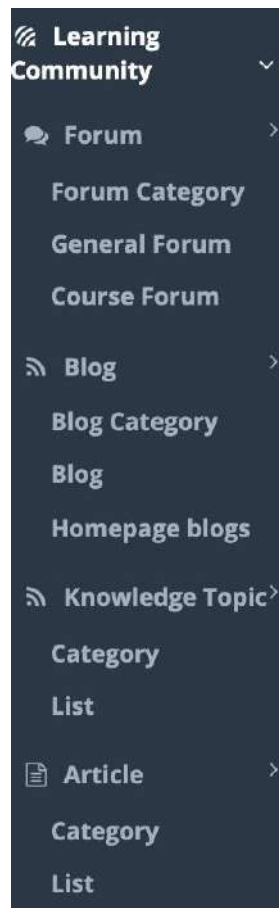 Learning
Community
Forum
Forum Category
General Forum
Course Forum
Blog
Blog Category
Blog
Homepage blogs
Knowledge Topic
Category
List
Article
Category
List